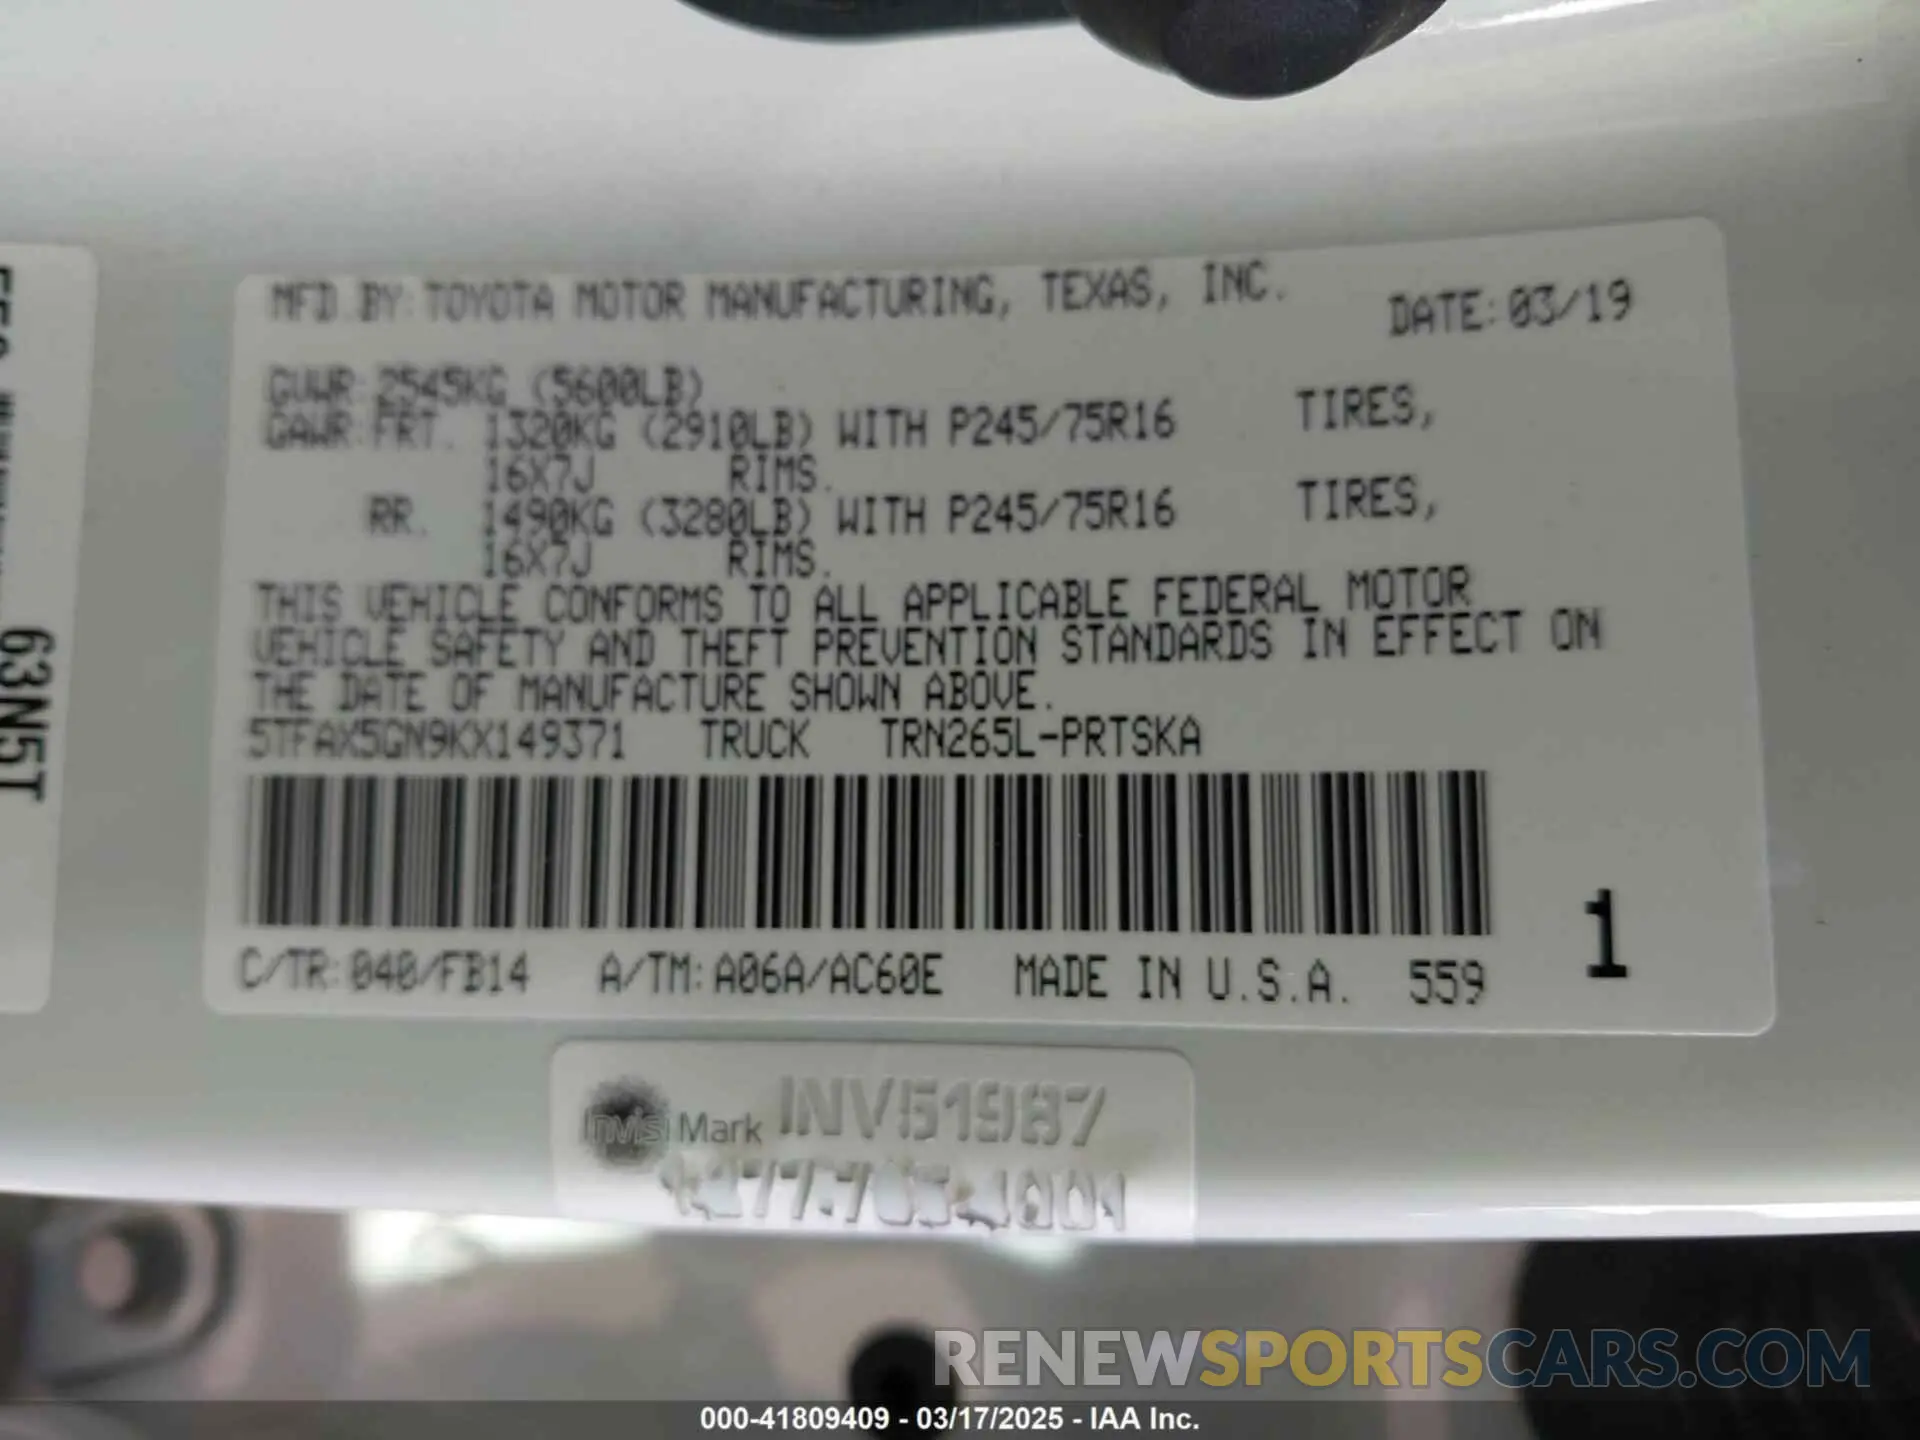 MFD.BY:TOYOTA MOTOR MANUFACTURING, TEXAS, INC. DATE:03/19
GVWR:2545KG (5600LB)
GAWR:FRT. 1320KG (2910LB) WITH P245/75R16 TIRES,
16X7J RIMS.
RR. 1490KG (3280LB) WITH P245/75R16 TIRES,
16X7J RIMS.
THIS VEHICLE CONFORMS TO ALL APPLICABLE FEDERAL MOTOR
VEHICLE SAFETY AND THEFT PREVENTION STANDARDS IN EFFECT ON
THE DATE OF MANUFACTURE SHOWN ABOVE.
5TFAX5GN9KX149371 TRUCK TRN265L-PRTSKA
C/TR:040/FB14 A/TM:A06A/AC60E MADE IN U.S.A. 559 1
63N5T
InvisiMark INV51987
RENEWSPORTSCARS.COM
000-41809409 - 03/17/2025 - IAA Inc.